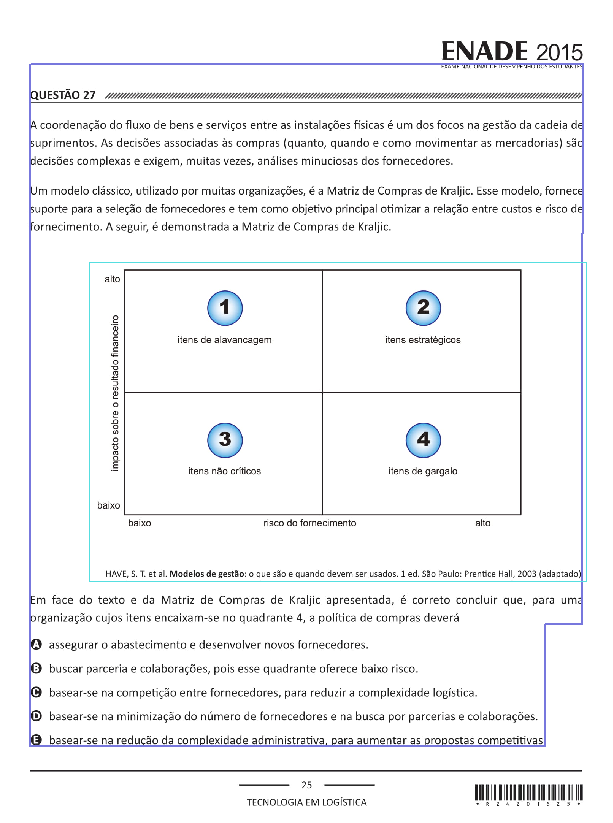 ENADE 2015
EXAME NACIONAL DE DESEMPENHO DOS ESTUDANTES
QUESTÃO 27
A coordenação do fluxo de bens e serviços entre as instalações físicas é um dos focos na gestão da cadeia de
suprimentos. As decisões associadas às compras (quanto, quando e como movimentar as mercadorias) são
decisões complexas e exigem, muitas vezes, análises minuciosas dos fornecedores.
Um modelo clássico, utilizado por muitas organizações, é a Matriz de Compras de Kraljic. Esse modelo, fornece
suporte para a seleção de fornecedores e tem como objetivo principal otimizar a relação entre custos e risco de
fornecimento. A seguir, é demonstrada a Matriz de Compras de Kraljic.
alto
1
2
itens de alavancagem
itens estratégicos
impacto sobre o resultado financeiro
3
4
itens não críticos
itens de gargalo
baixo
baixo
risco do fornecimento
alto
HAVE, S. T. et al. Modelos de gestão: o que são e quando devem ser usados. 1 ed. São Paulo: Prentice Hall, 2003 (adaptado)
Em face do texto e da Matriz de Compras de Kraljic apresentada, é correto concluir que, para uma
organização cujos itens encaixam-se no quadrante 4, a política de compras deverá
A assegurar o abastecimento e desenvolver novos fornecedores.
B buscar parceria e colaborações, pois esse quadrante oferece baixo risco.
C basear-se na competição entre fornecedores, para reduzir a complexidade logística.
D basear-se na minimização do número de fornecedores e na busca por parcerias e colaborações.
E basear-se na redução da complexidade administrativa, para aumentar as propostas competitivas
25
TECNOLOGIA EM LOGÍSTICA
*R24201525*